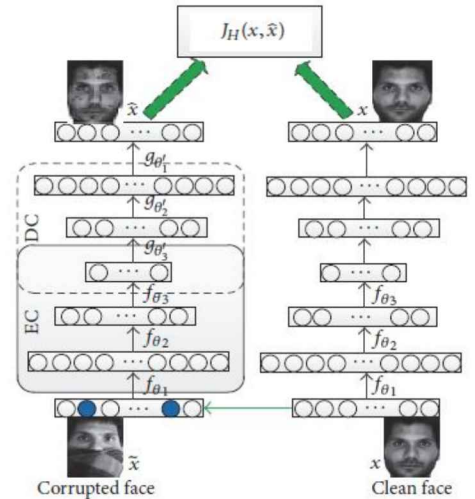 J_H(x, x̂)
x̂ ... x ...
g_θ′₁
...
...
g_θ′₂
DC
...
...
g_θ′₃
...
...
f_θ₃
f_θ₃
EC
...
...
f_θ₂
f_θ₂
...
...
f_θ₁
f_θ₁
...
...
x̃
x
Corrupted face
Clean face